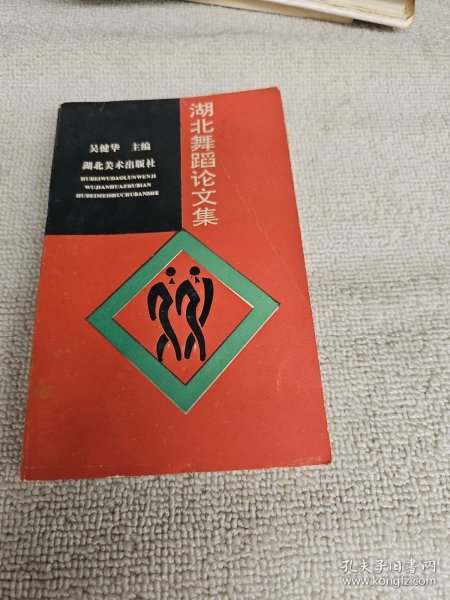 湖北舞蹈论文集
吴健华 主编
湖北美术出版社
HUBEIWUDAOLUNWENJI
WUJIANHUAZHUBIAN
HUBEIMEISHUCHUBANSHE
孔夫子旧书网
www.kongfz.com